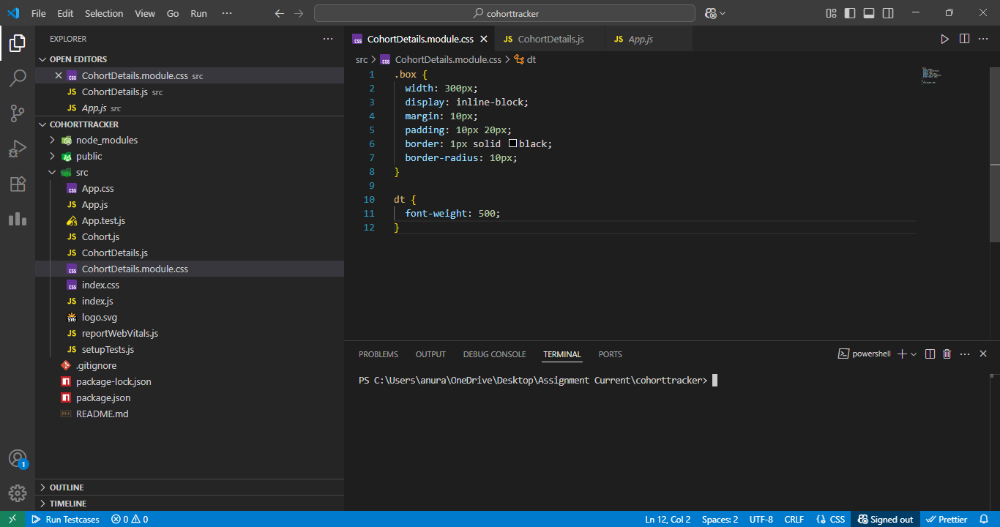 File Edit Selection View Go Run ··· cohorttracker
EXPLORER ···
OPEN EDITORS
CohortDetails.module.css src
CohortDetails.js src
App.js src
COHORTTRACKER
node_modules
public
src
App.css
App.js
App.test.js
Cohort.js
CohortDetails.js
CohortDetails.module.css
index.css
index.js
logo.svg
reportWebVitals.js
setupTests.js
.gitignore
package-lock.json
package.json
README.md
OUTLINE
TIMELINE
CohortDetails.module.css CohortDetails.js App.js
src > CohortDetails.module.css > dt
1 .box {
2 width: 300px;
3 display: inline-block;
4 margin: 10px;
5 padding: 10px 20px;
6 border: 1px solid black;
7 border-radius: 10px;
8 }
9
10 dt {
11 font-weight: 500;
12 }
PROBLEMS OUTPUT DEBUG CONSOLE TERMINAL PORTS powershell
PS C:\Users\anura\OneDrive\Desktop\Assignment Current\cohorttracker>
1
Run Testcases 0 0 Ln 12, Col 2 Spaces: 2 UTF-8 CRLF {} CSS Signed out Prettier